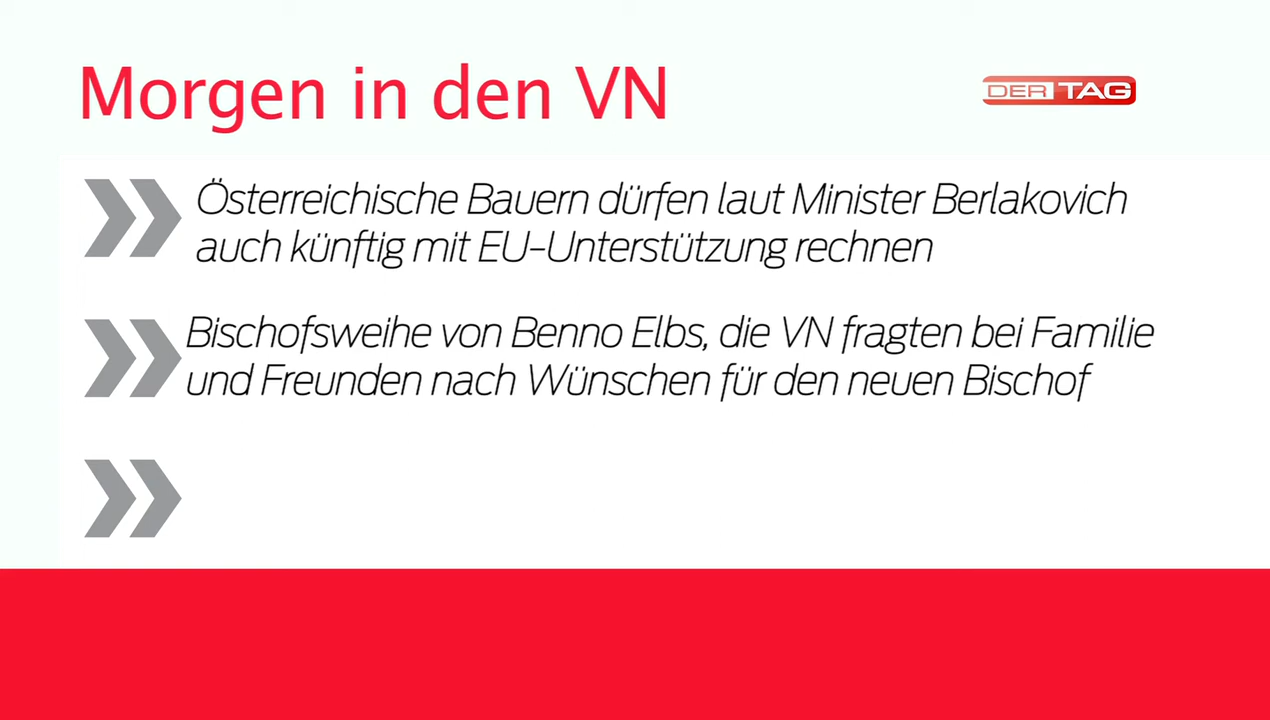 Morgen in den VN
DER TAG
Österreichische Bauern dürfen laut Minister Berlakovich
auch künftig mit EU-Unterstützung rechnen
Bischofsweihe von Benno Elbs, die VN fragten bei Familie
und Freunden nach Wünschen für den neuen Bischof